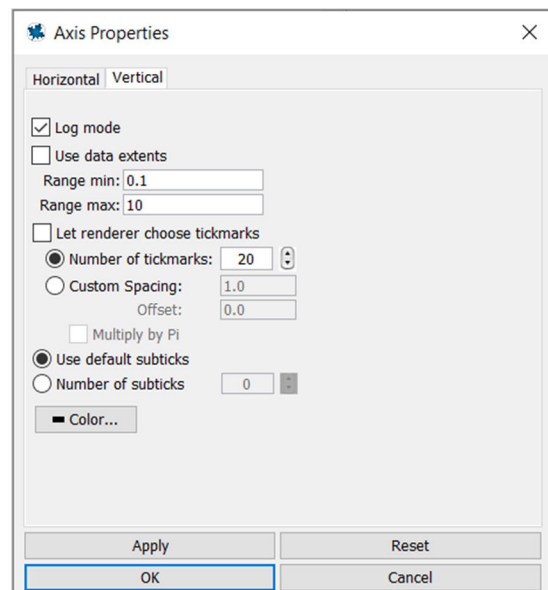 Axis Properties
Horizontal Vertical
Log mode
Use data extents
Range min: 0.1
Range max: 10
Let renderer choose tickmarks
Number of tickmarks: 20
Custom Spacing: 1.0
Offset: 0.0
Multiply by Pi
Use default subticks
Number of subticks 0
Color...
Apply Reset
OK Cancel